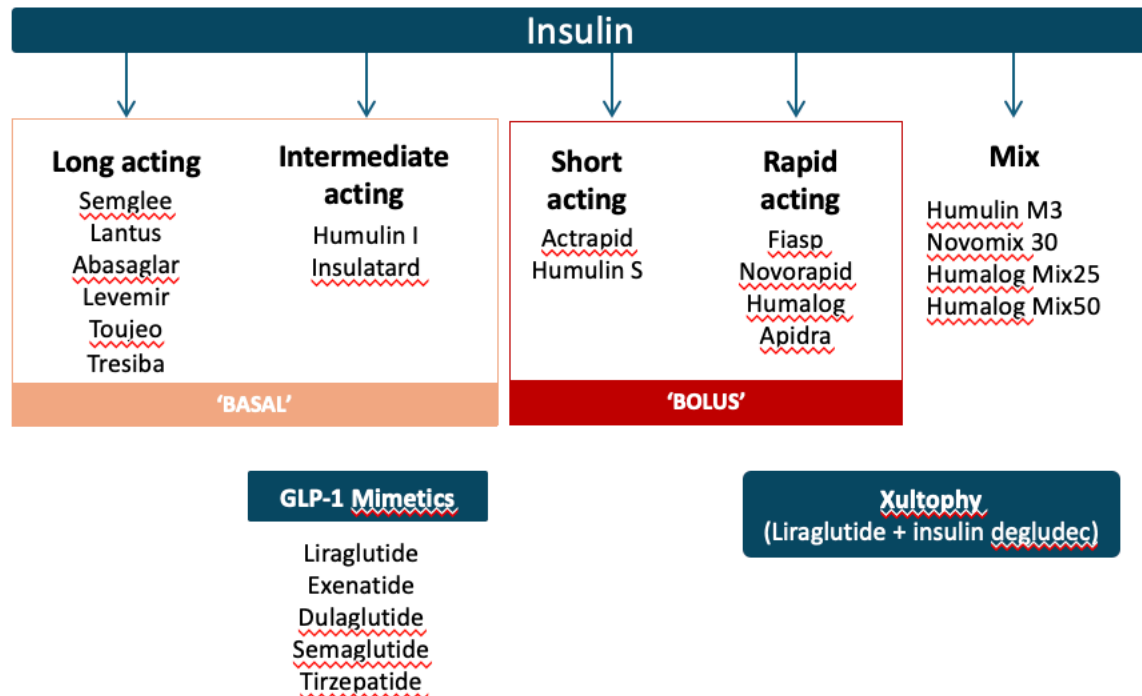 Insulin
Long acting
Semglee
Lantus
Abasaglar
Levemir
Toujeo
Tresiba
Intermediate
acting
Humulin I
Insulatard
'BASAL'
Short
acting
Actrapid
Humulin S
Rapid
acting
Fiasp
Novorapid
Humalog
Apidra
'BOLUS'
Mix
Humulin M3
Novomix 30
Humalog Mix25
Humalog Mix50
GLP-1 Mimetics
Liraglutide
Exenatide
Dulaglutide
Semaglutide
Tirzepatide
Xultophy
(Liraglutide + insulin degludec)